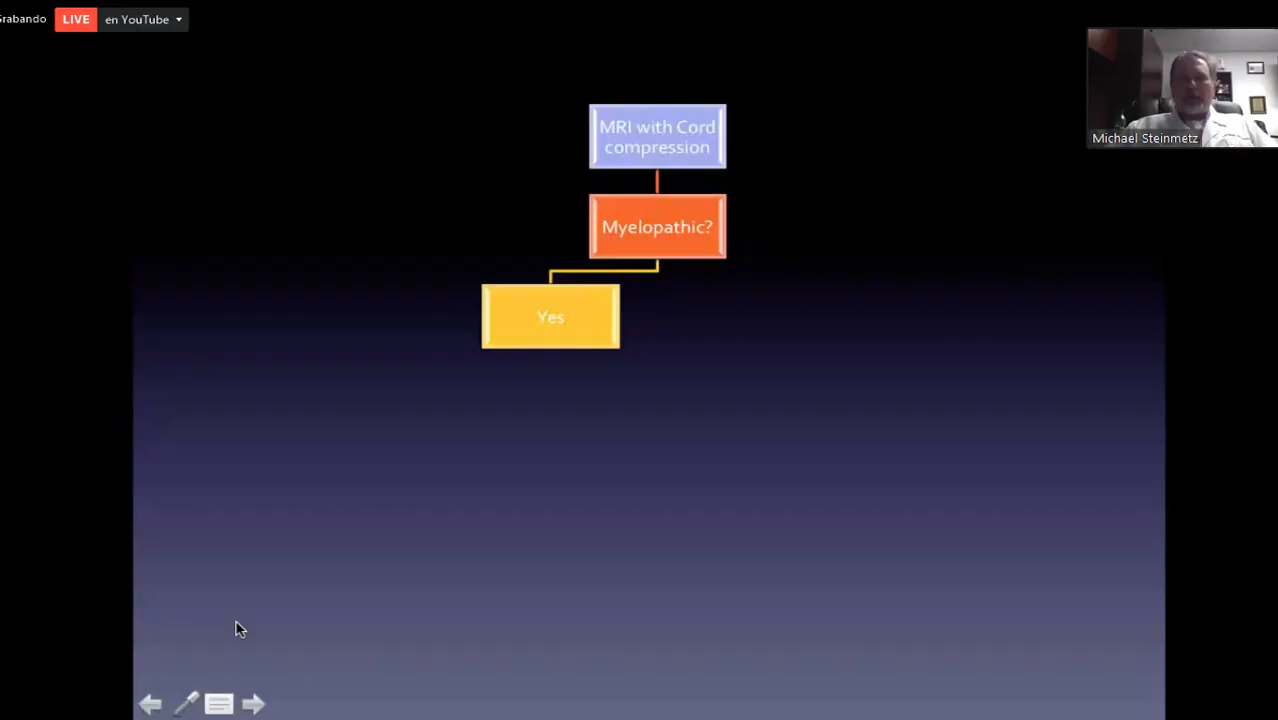 Grabando
LIVE en YouTube
MRI with Cord
compression
Michael Steinmetz
Myelopathic?
Yes